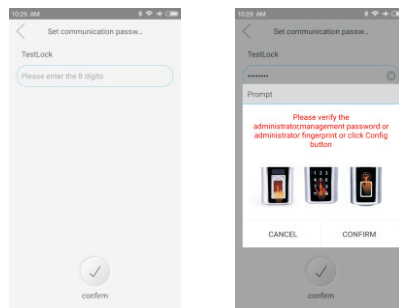 10:29 AM
Set communication passw...
TestLock
Please enter the 8 digits
confirm
10:29 AM
Set communication passw...
TestLock
••••••••
Prompt
Please verify the
administrator,management password or
administrator fingerprint or click Config
button
CANCEL
CONFIRM
confirm